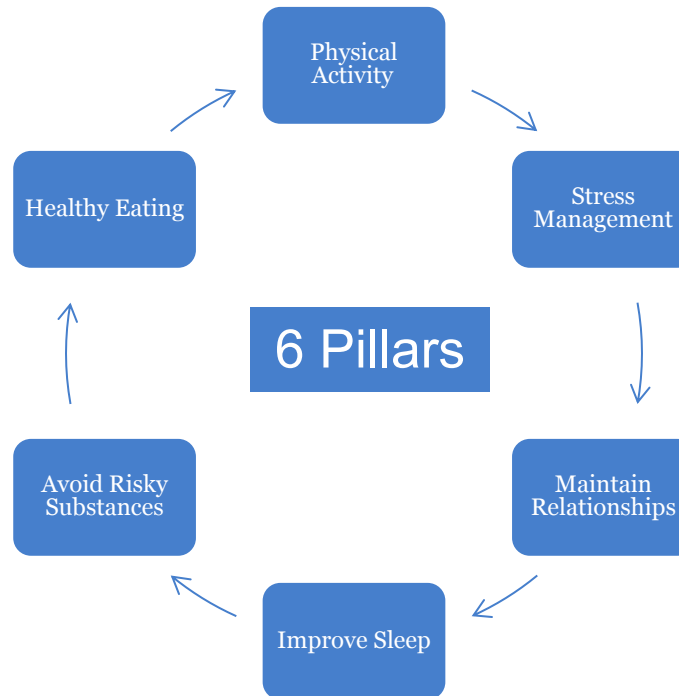 Physical
Activity
Stress
Management
Maintain
Relationships
Improve Sleep
Avoid Risky
Substances
Healthy Eating
6 Pillars